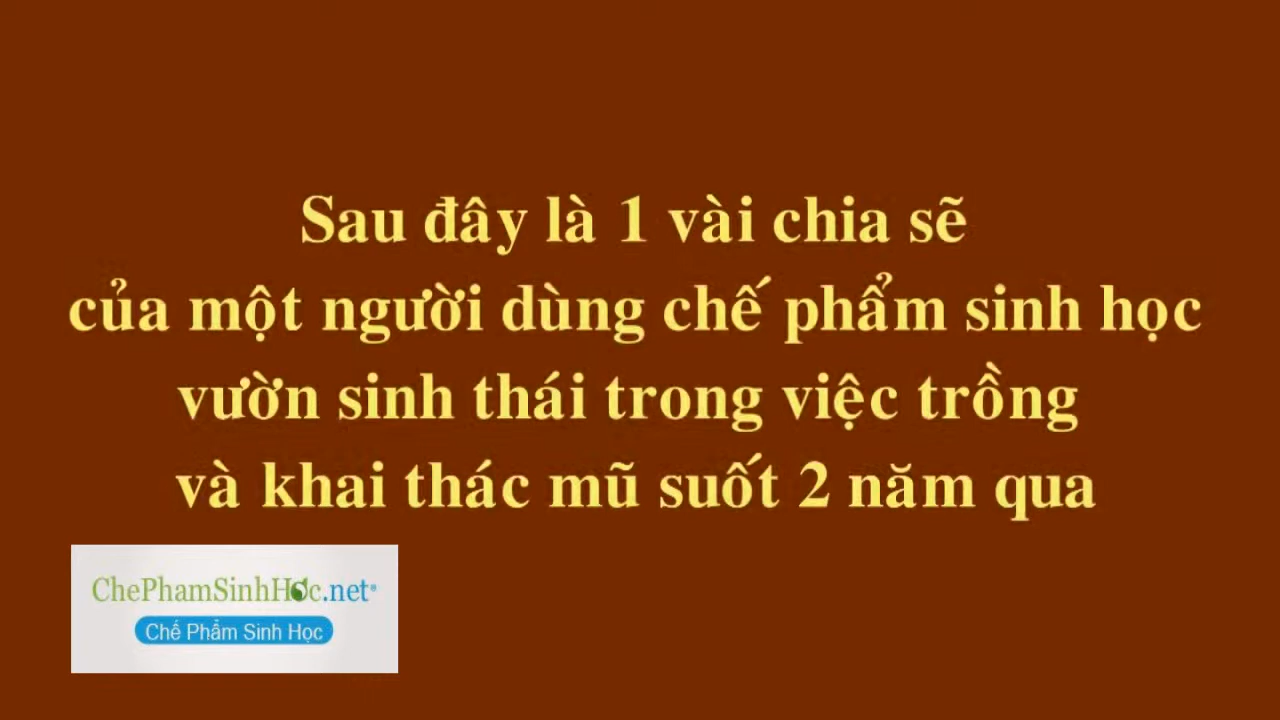 Sau đây là 1 vài chia sẽ
của một người dùng chế phẩm sinh học
vườn sinh thái trong việc trồng
và khai thác mũ suốt 2 năm qua
ChePhamSinhHọc.net®
Chế Phẩm Sinh Học